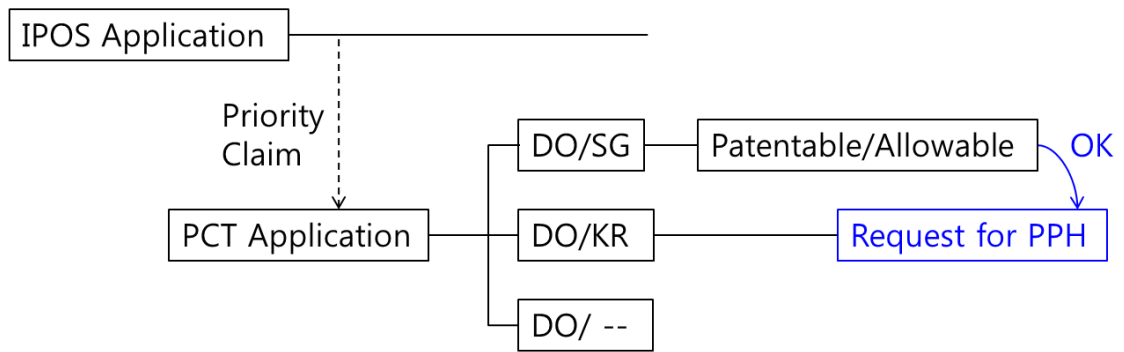 IPOS Application
Priority
Claim
DO/SG
Patentable/Allowable
OK
PCT Application
DO/KR
Request for PPH
DO/ --